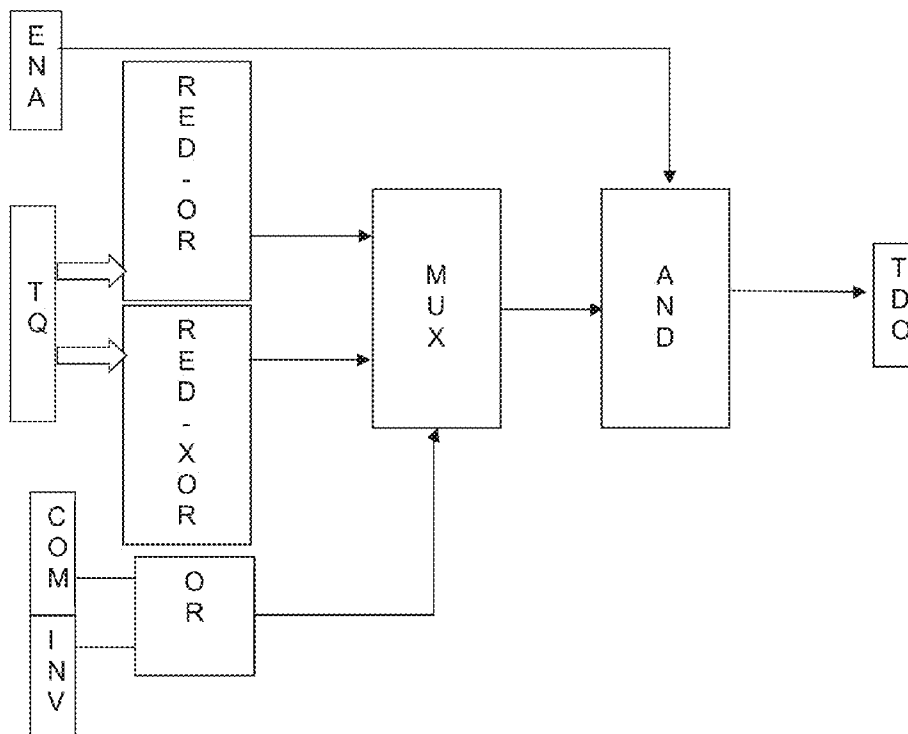 ENA
RED-OR
TQ
RED-XOR
MUX
AND
TDO
COM
OR
INV